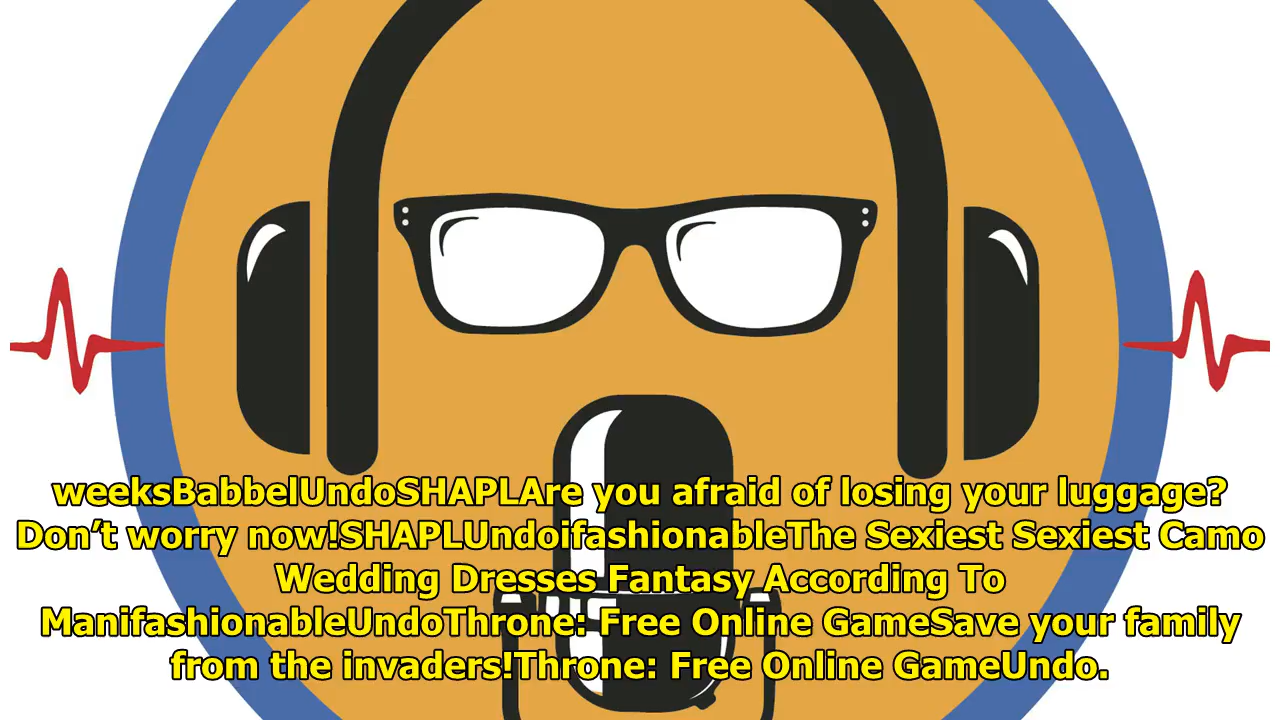 weeksBabbelUndoSHAPLAre you afraid of losing your luggage?
Don’t worry now!SHAPLUndoifashionableThe Sexiest Sexiest Camo
Wedding Dresses Fantasy According To
ManifashionableUndoThrone: Free Online GameSave your family
from the invaders!Throne: Free Online GameUndo.